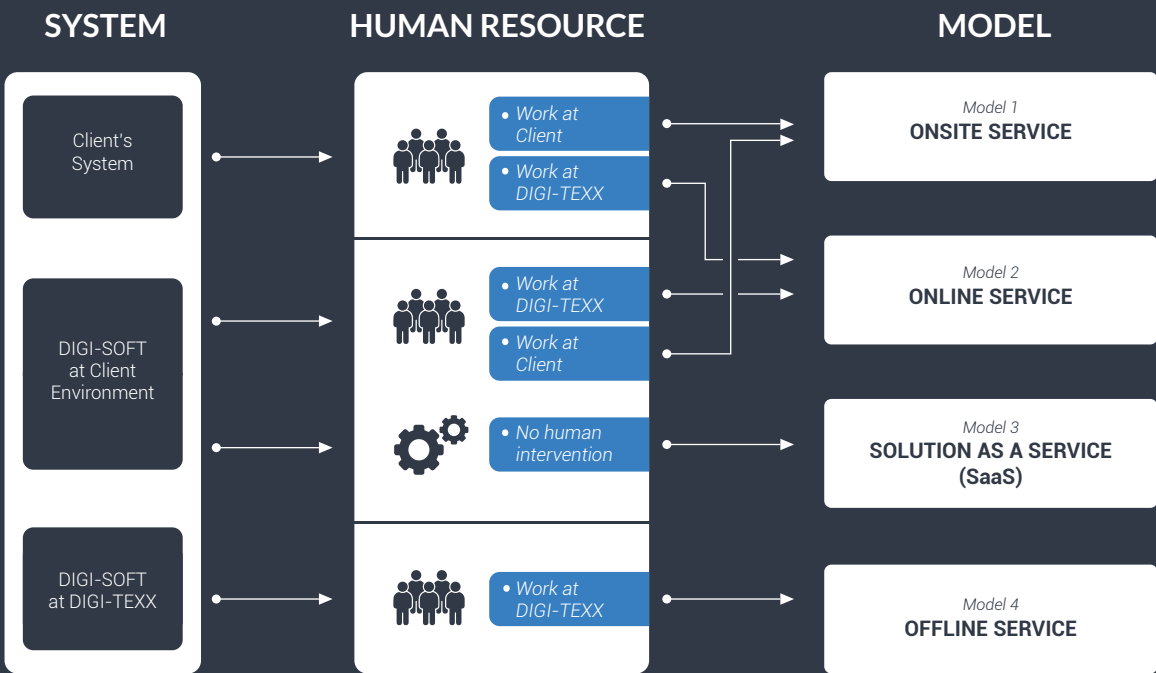 SYSTEM
HUMAN RESOURCE
MODEL
Client's
System
• Work at
Client
• Work at
DIGI-TEXX
Model 1
ONSITE SERVICE
DIGI-SOFT
at Client
Environment
• Work at
DIGI-TEXX
• Work at
Client
• No human
intervention
Model 2
ONLINE SERVICE
Model 3
SOLUTION AS A SERVICE
(SaaS)
DIGI-SOFT
at DIGI-TEXX
• Work at
DIGI-TEXX
Model 4
OFFLINE SERVICE